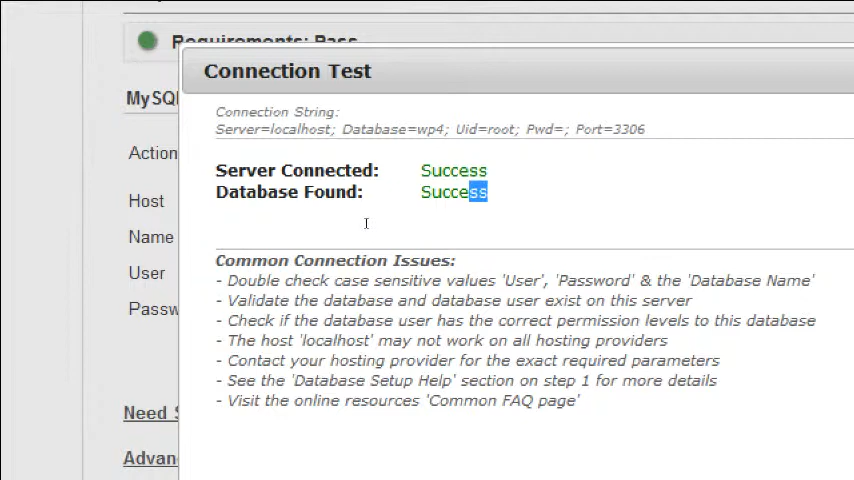 Requirements: Pass
Connection Test
MySQL
Connection String:
Server=localhost; Database=wp4; Uid=root; Pwd=; Port=3306
Action
Server Connected: Success
Database Found: Success
Host
Name
User
Passw
Common Connection Issues:
- Double check case sensitive values 'User', 'Password' & the 'Database Name'
- Validate the database and database user exist on this server
- Check if the database user has the correct permission levels to this database
- The host 'localhost' may not work on all hosting providers
- Contact your hosting provider for the exact required parameters
- See the 'Database Setup Help' section on step 1 for more details
- Visit the online resources 'Common FAQ page'
Need S
Advan